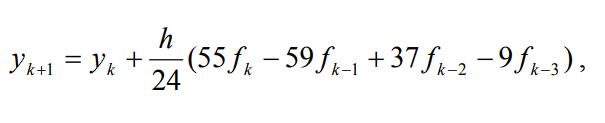 y_{k+1} = y_k + \frac{h}{24}(55f_k − 59f_{k−1} + 37f_{k−2} − 9f_{k−3}),